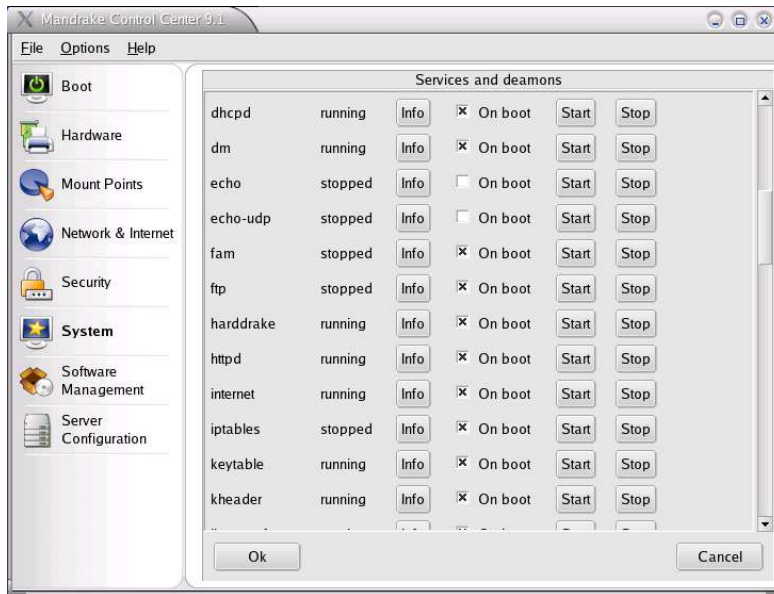 Mandrake Control Center 9.1
File Options Help
Boot
Hardware
Mount Points
Network & Internet
Security
System
Software
Management
Server
Configuration
Services and deamons
dhcpd running Info On boot Start Stop
dm running Info On boot Start Stop
echo stopped Info On boot Start Stop
echo-udp stopped Info On boot Start Stop
fam stopped Info On boot Start Stop
ftp stopped Info On boot Start Stop
harddrake running Info On boot Start Stop
httpd running Info On boot Start Stop
internet running Info On boot Start Stop
iptables stopped Info On boot Start Stop
keytable running Info On boot Start Stop
kheader running Info On boot Start Stop
Ok Cancel